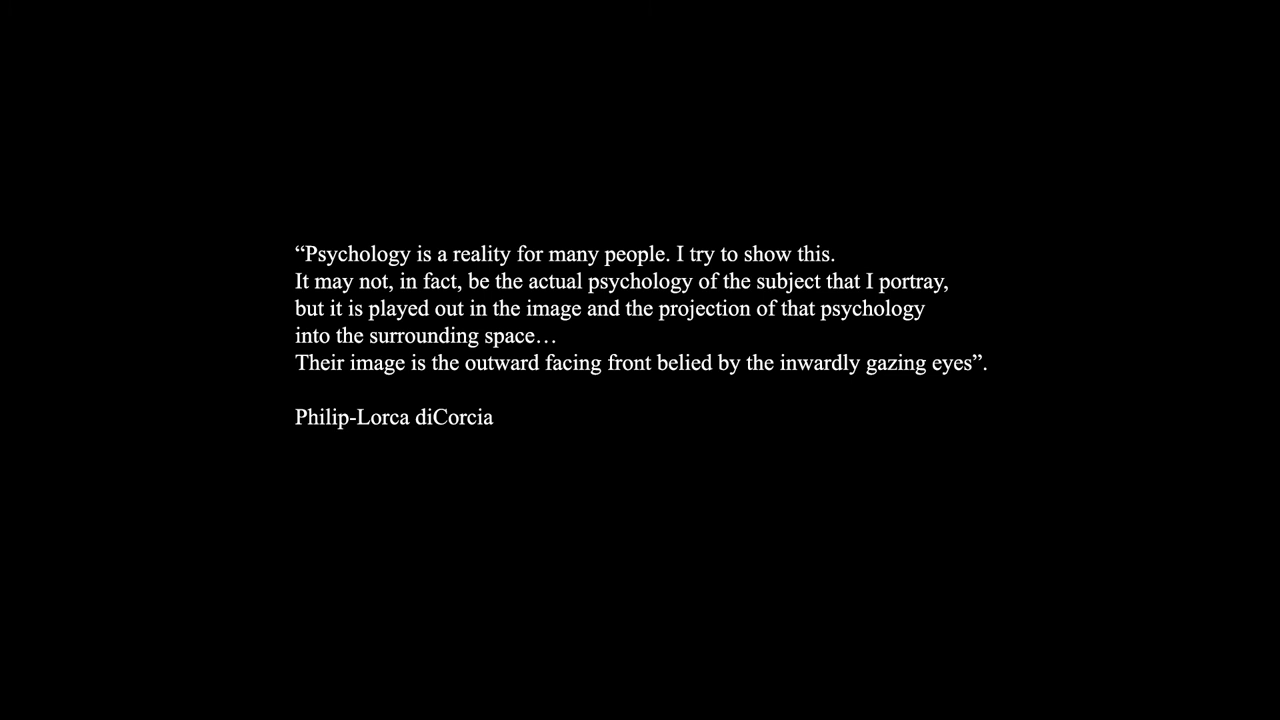 “Psychology is a reality for many people. I try to show this.
It may not, in fact, be the actual psychology of the subject that I portray,
but it is played out in the image and the projection of that psychology
into the surrounding space…
Their image is the outward facing front belied by the inwardly gazing eyes”.
Philip-Lorca diCorcia